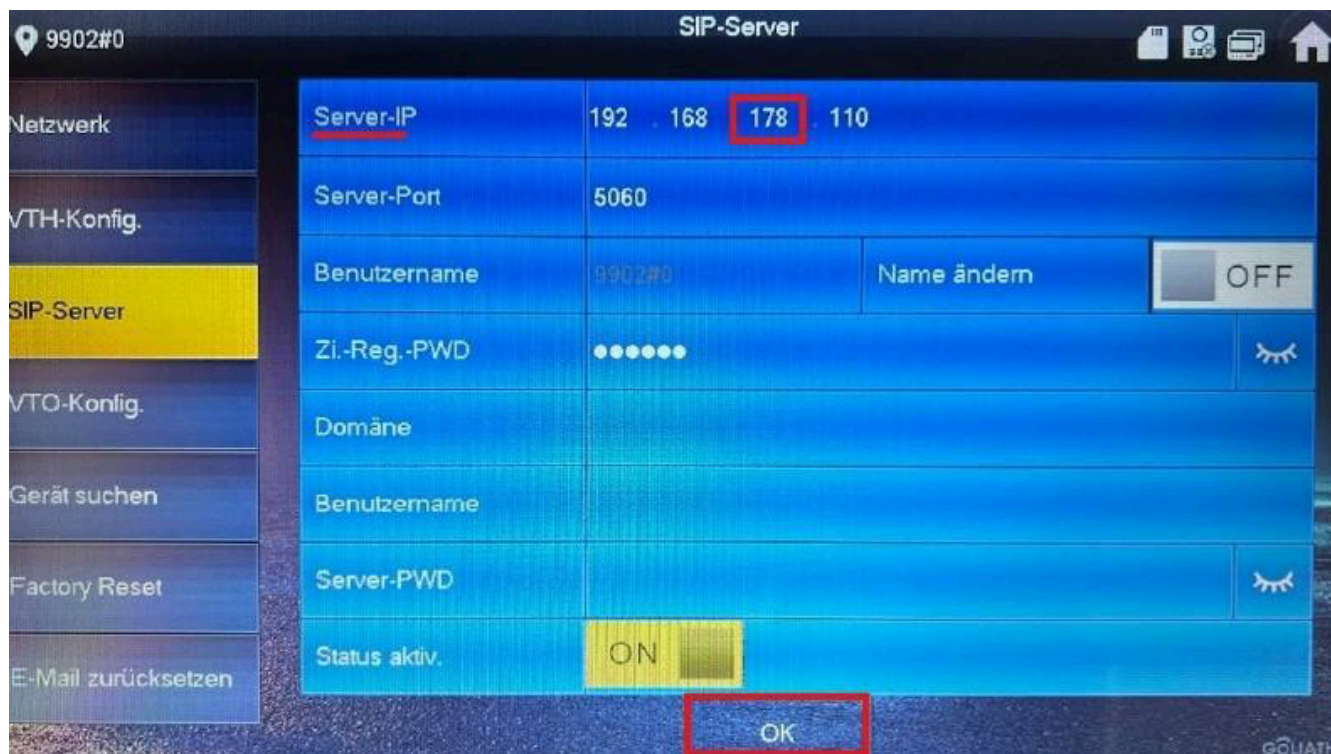 9902#0
SIP-Server
Netzwerk
VTH-Konfig.
SIP-Server
VTO-Konfig.
Gerät suchen
Factory Reset
E-Mail zurücksetzen
Server-IP 192 . 168 178 . 110
Server-Port 5060
Benutzername 9902#0 Name ändern OFF
Zi.-Reg.-PWD ●●●●●●
Domäne
Benutzername
Server-PWD
Status aktiv. ON
OK